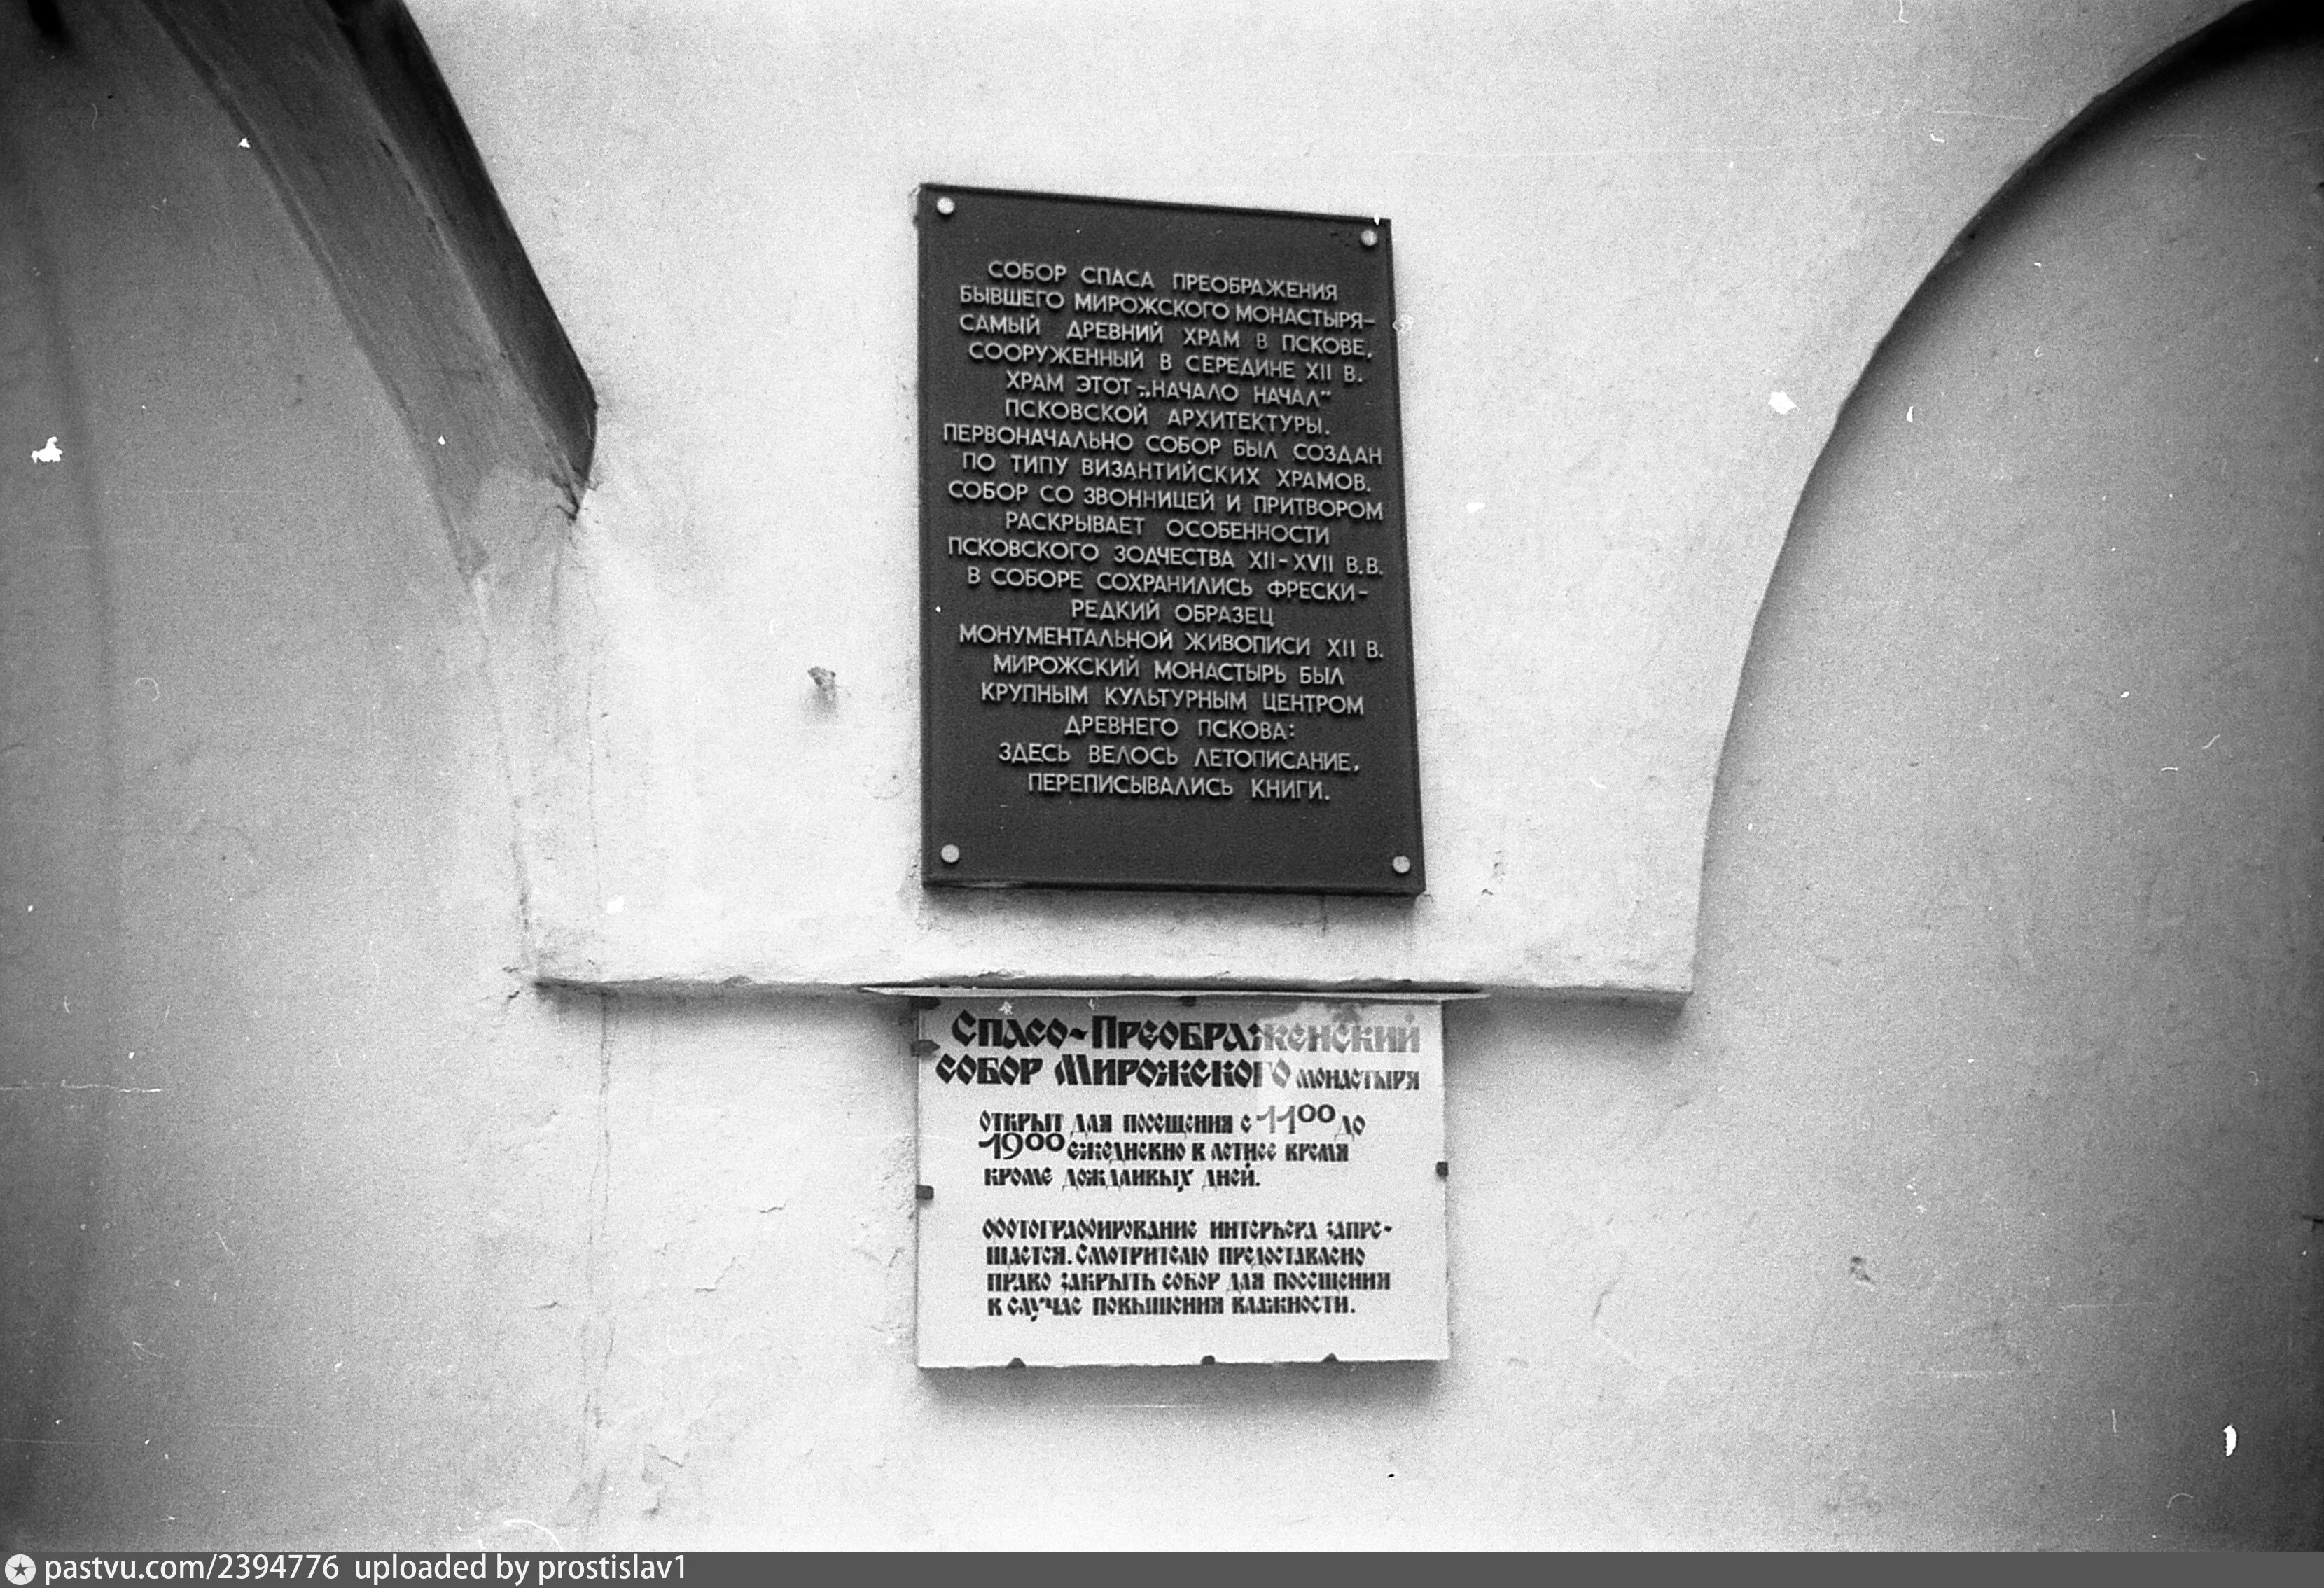 СОБОР СПАСА ПРЕОБРАЖЕНИЯ
БЫВШЕГО МИРОЖСКОГО МОНАСТЫРЯ–
САМЫЙ ДРЕВНИЙ ХРАМ В ПСКОВЕ,
СООРУЖЕННЫЙ В СЕРЕДИНЕ XII В.
ХРАМ ЭТОТ-„НАЧАЛО НАЧАЛ“
ПСКОВСКОЙ АРХИТЕКТУРЫ.
ПЕРВОНАЧАЛЬНО СОБОР БЫЛ СОЗДАН
ПО ТИПУ ВИЗАНТИЙСКИХ ХРАМОВ.
СОБОР СО ЗВОННИЦЕЙ И ПРИТВОРОМ
РАСКРЫВАЕТ ОСОБЕННОСТИ
ПСКОВСКОГО ЗОДЧЕСТВА XII-XVII В.В.
В СОБОРЕ СОХРАНИЛИСЬ ФРЕСКИ-
РЕДКИЙ ОБРАЗЕЦ
МОНУМЕНТАЛЬНОЙ ЖИВОПИСИ XII В.
МИРОЖСКИЙ МОНАСТЫРЬ БЫЛ
КРУПНЫМ КУЛЬТУРНЫМ ЦЕНТРОМ
ДРЕВНЕГО ПСКОВА:
ЗДЕСЬ ВЕЛОСЬ ЛЕТОПИСАНИЕ,
ПЕРЕПИСЫВАЛИСЬ КНИГИ.
Спасо-Преображенский
собор Мирожского монастыря
открыт для посещения с 11⁰⁰ до
19⁰⁰ ежедневно в летнее время
кроме дождливых дней.
Фотографирование интерьера запре-
щается. Смотрителю предоставлено
право закрыть собор для посещения
в случае повышения влажности.
pastvu.com/2394776 uploaded by prostislav1